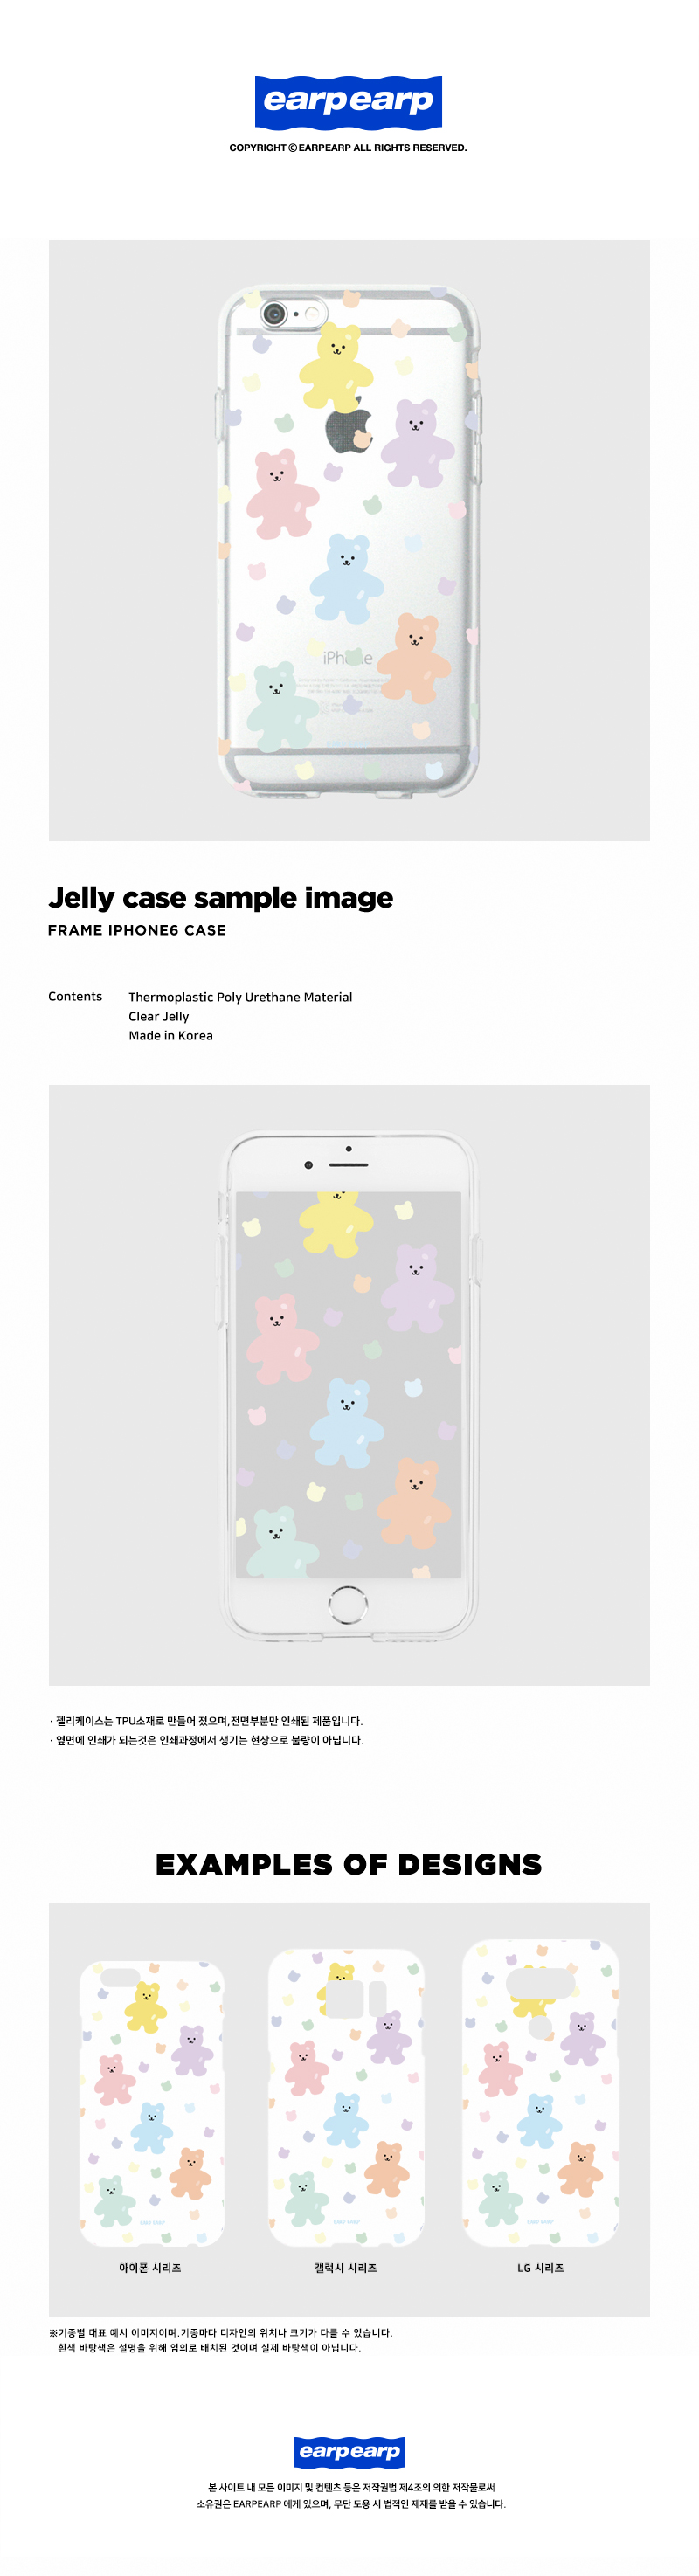 earp earp
COPYRIGHT © EARPEARP ALL RIGHTS RESERVED.
Jelly case sample image
FRAME IPHONE6 CASE
Contents
Thermoplastic Poly Urethane Material
Clear Jelly
Made in Korea
· 젤리케이스는 TPU소재로 만들어 졌으며,전면부분만 인쇄된 제품입니다.
· 옆면에 인쇄가 되는것은 인쇄과정에서 생기는 현상으로 불량이 아닙니다.
EXAMPLES OF DESIGNS
아이폰 시리즈
갤럭시 시리즈
LG 시리즈
※기종별 대표 예시 이미지이며.기종마다 디자인의 위치나 크기가 다를 수 있습니다.
흰색 바탕색은 설명을 위해 임의로 배치된 것이며 실제 바탕색이 아닙니다.
earp earp
본 사이트 내 모든 이미지 및 컨텐츠 등은 저작권법 제4조의 의한 저작물로써
소유권은 EARPEARP 에게 있으며, 무단 도용 시 법적인 제재를 받을 수 있습니다.